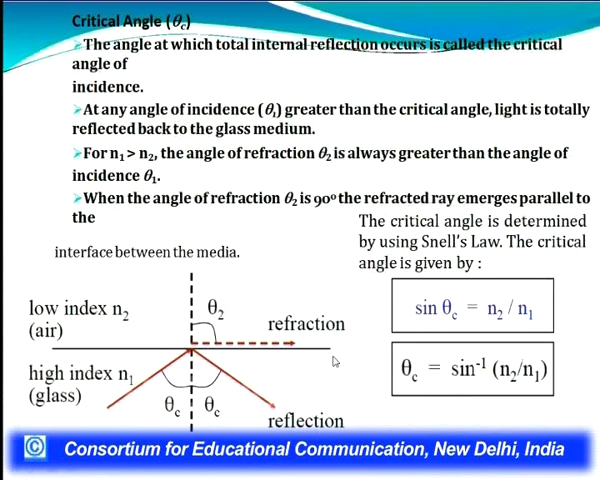 Critical Angle (θc)
➢The angle at which total internal reflection occurs is called the critical
angle of
incidence.
➢At any angle of incidence (θ1) greater than the critical angle, light is totally
reflected back to the glass medium.
➢For n1 > n2, the angle of refraction θ2 is always greater than the angle of
incidence θ1.
➢When the angle of refraction θ2 is 90º the refracted ray emerges parallel to
the
interface between the media.
The critical angle is determined
by using Snell's Law. The critical
angle is given by :
sin θc = n2 / n1
θc = sin-1 (n2/n1)
low index n2
(air)
θ2
refraction
high index n1
(glass)
θc
θc
reflection
© Consortium for Educational Communication, New Delhi, India